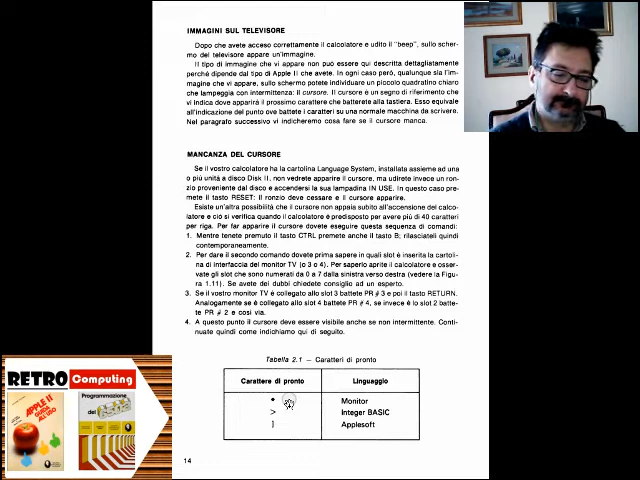 IMMAGINI SUL TELEVISORE
Dopo che avete acceso correttamente il calcolatore e udito il "beep", sullo scher-
mo del televisore appare un'immagine.
Il tipo di immagine che vi appare non può essere qui descritta dettagliatamente
perché dipende dal tipo di Apple II che avete. In ogni caso però, qualunque sia l'im-
magine che vi appare, sullo schermo potete individuare un piccolo quadratino chiaro
che lampeggia con intermittenza: il cursore. Il cursore è un segno di riferimento che
vi indica dove apparirà il prossimo carattere che batterete alla tastiera. Esso equivale
all'indicazione del punto ove battete i caratteri su una normale macchina da scrivere.
Nel paragrafo successivo vi indicheremo cosa fare se il cursore manca.
MANCANZA DEL CURSORE
Se il vostro calcolatore ha la cartolina Language System, installata assieme ad una
o più unità a disco Disk II, non vedrete apparire il cursore, ma udirete invece un ron-
zio proveniente dal disco e accendersi la sua lampadina IN USE. In questo caso pre-
mete il tasto RESET: Il ronzio deve cessare e il cursore apparire.
Esiste un'altra possibilità che il cursore non appaia subito all'accensione del calco-
latore e ciò si verifica quando il calcolatore è predisposto per avere più di 40 caratteri
per riga. Per far apparire il cursore dovete eseguire questa sequenza di comandi:
1. Mentre tenete premuto il tasto CTRL premete anche il tasto B; rilasciateli quindi
contemporaneamente.
2. Per dare il secondo comando dovete prima sapere in quali slot è inserita la cartoli-
na di interfaccia del monitor TV (o 3 o 4). Per saperlo aprite il calcolatore e osser-
vate gli slot che sono numerati da 0 a 7 dalla sinistra verso destra (vedere la Figu-
ra 1.11). Se avete dei dubbi chiedete consiglio ad un esperto.
3. Se il vostro monitor TV è collegato allo slot 3 battete PR # 3 e poi il tasto RETURN.
Analogamente se è collegato allo slot 4 battete PR # 4, se invece è lo slot 2 batte-
te PR # 2 e così via.
4. A questo punto il cursore deve essere visibile anche se non intermittente. Conti-
nuate quindi come indichiamo qui di seguito.
Tabella 2.1 — Caratteri di pronto
Carattere di pronto Linguaggio
* Monitor
> Integer BASIC
] Applesoft
14
RETRO Computing
APPLE II
GUIDA
ALL'USO
Programmazione
del